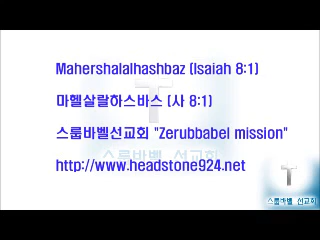 Mahershalalhashbaz (Isaiah 8:1)
마헬살랄하스바스 (사 8:1)
스룹바벨선교회 "Zerubbabel mission"
http://www.headstone924.net
T
스룹바벨 선교회